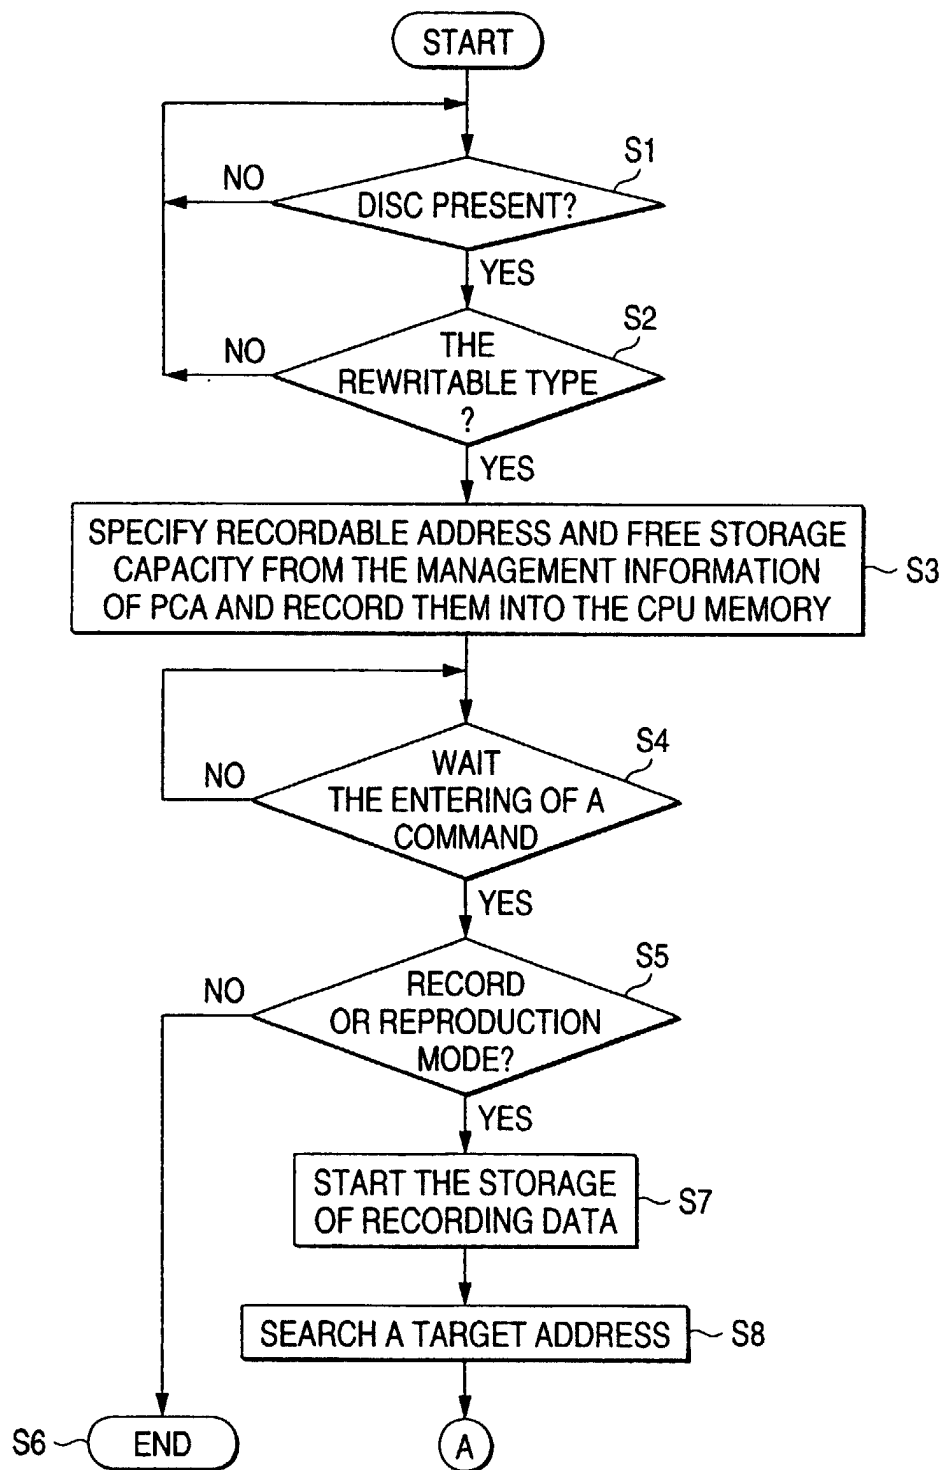 START
S1
NO
DISC PRESENT?
YES
S2
NO
THE
REWRITABLE TYPE
?
YES
SPECIFY RECORDABLE ADDRESS AND FREE STORAGE
CAPACITY FROM THE MANAGEMENT INFORMATION
OF PCA AND RECORD THEM INTO THE CPU MEMORY
S3
S4
NO
WAIT
THE ENTERING OF A
COMMAND
YES
S5
NO
RECORD
OR REPRODUCTION
MODE?
YES
START THE STORAGE
OF RECORDING DATA
S7
SEARCH A TARGET ADDRESS
S8
S6
END
A